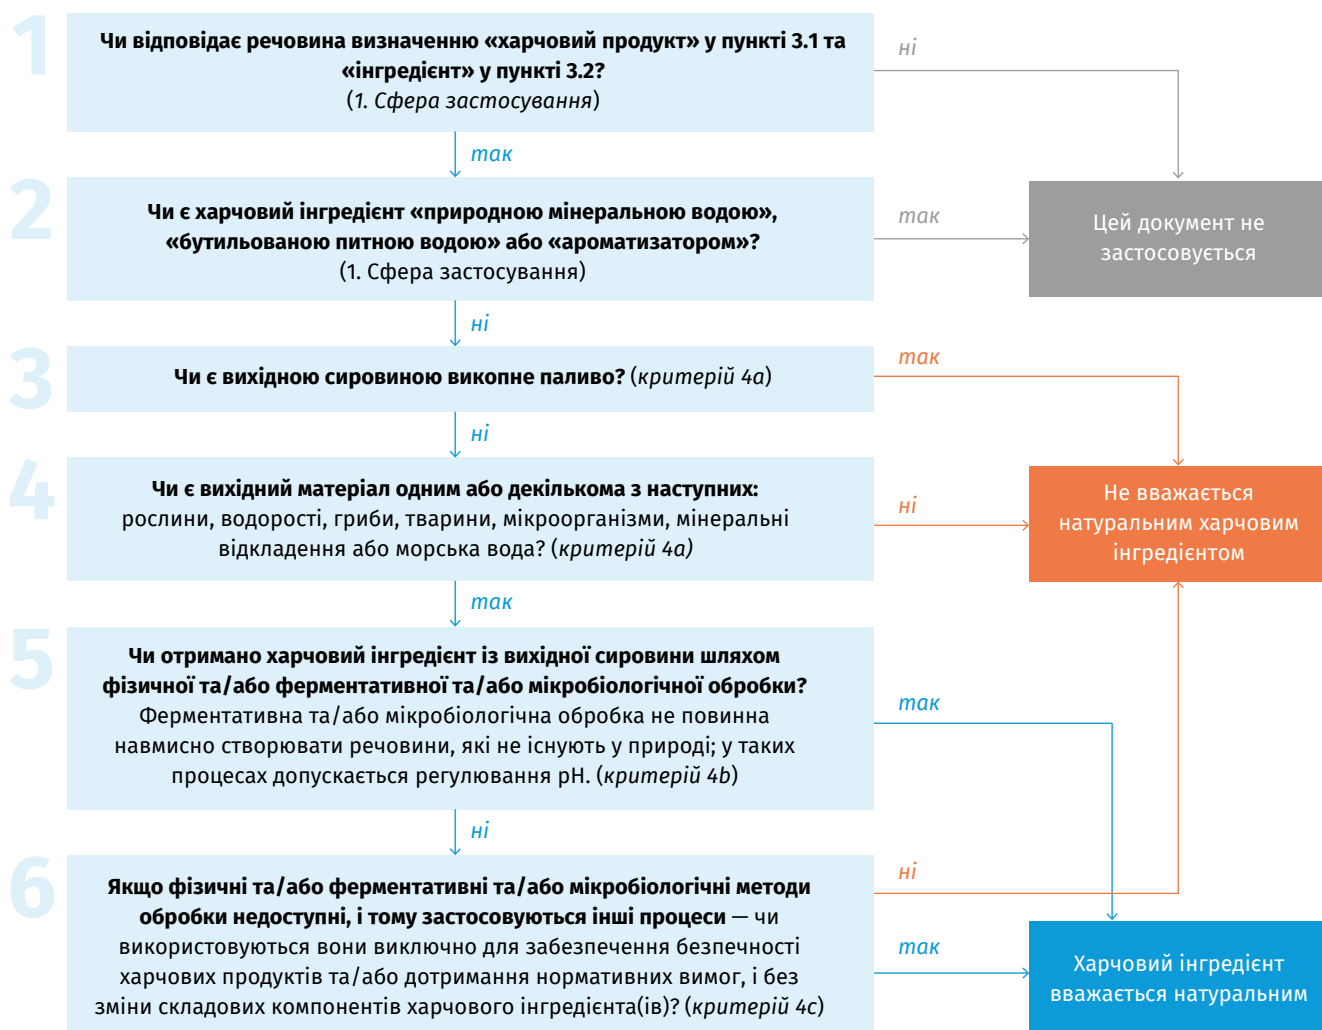 1
Чи відповідає речовина визначенню «харчовий продукт» у пункті 3.1 та
«інгредієнт» у пункті 3.2?
(1. Сфера застосування)
ні
так
2
Чи є харчовий інгредієнт «природною мінеральною водою»,
«бутильованою питною водою» або «ароматизатором»?
(1. Сфера застосування)
так
Цей документ не
застосовується
ні
3
Чи є вихідною сировиною викопне паливо? (критерій 4a)
так
ні
4
Чи є вихідний матеріал одним або декількома з наступних:
рослини, водорості, гриби, тварини, мікроорганізми, мінеральні
відкладення або морська вода? (критерій 4a)
ні
Не вважається
натуральним харчовим
інгредієнтом
так
5
Чи отримано харчовий інгредієнт із вихідної сировини шляхом
фізичної та/або ферментативної та/або мікробіологічної обробки?
Ферментативна та/або мікробіологічна обробка не повинна
навмисно створювати речовини, які не існують у природі; у таких
процесах допускається регулювання pH. (критерій 4b)
так
ні
6
Якщо фізичні та/або ферментативні та/або мікробіологічні методи
обробки недоступні, і тому застосовуються інші процеси — чи
використовуються вони виключно для забезпечення безпечності
харчових продуктів та/або дотримання нормативних вимог, і без
зміни складових компонентів харчового інгредієнта(ів)? (критерій 4c)
ні
так
Харчовий інгредієнт
вважається натуральним